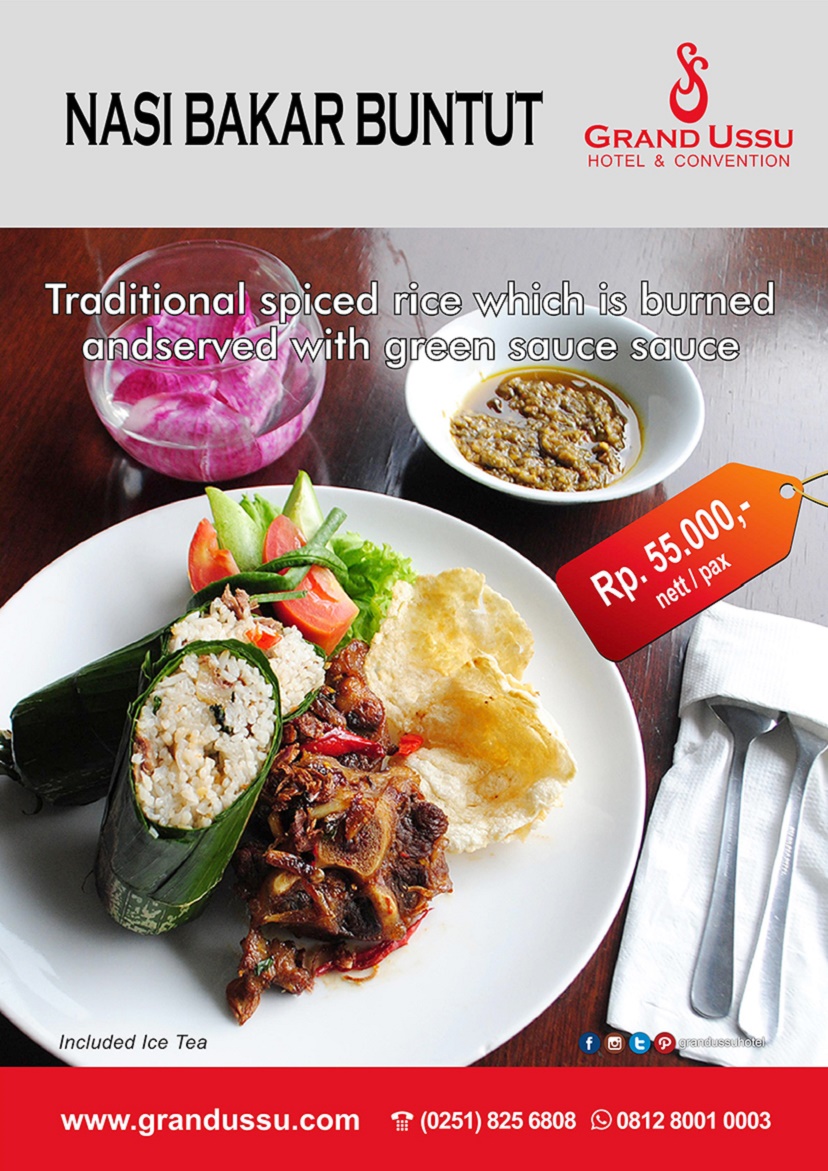 NASI BAKAR BUNTUT
GRAND USSU
HOTEL & CONVENTION
Traditional spiced rice which is burned
andserved with green sauce sauce
Rp. 55.000,-
nett / pax
Included Ice Tea
grandussuhotel
www.grandussu.com (0251) 825 6808 0812 8001 0003